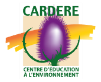 CARDERE
CENTRE D'ÉDUCATION
À L'ENVIRONNEMENT